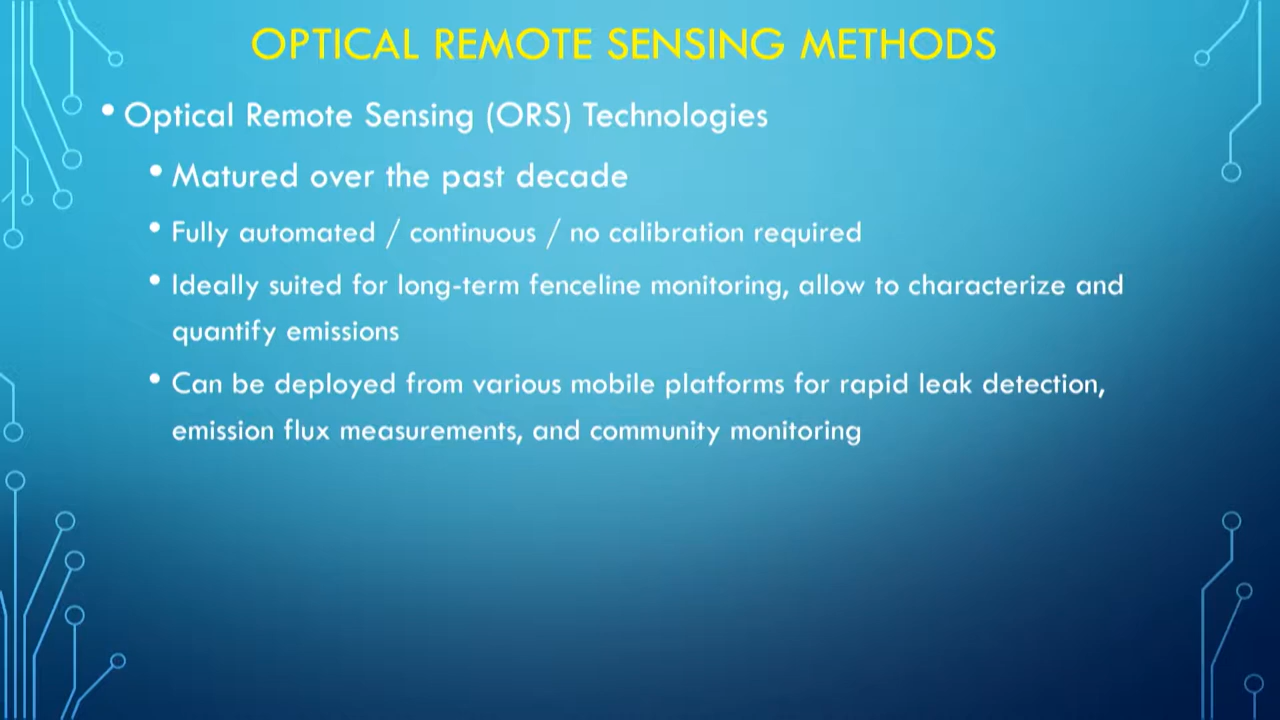 OPTICAL REMOTE SENSING METHODS
• Optical Remote Sensing (ORS) Technologies
• Matured over the past decade
• Fully automated / continuous / no calibration required
• Ideally suited for long-term fenceline monitoring, allow to characterize and
quantify emissions
• Can be deployed from various mobile platforms for rapid leak detection,
emission flux measurements, and community monitoring